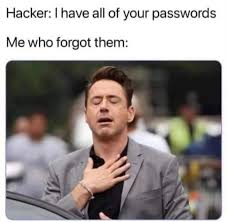 Hacker: I have all of your passwords
Me who forgot them: